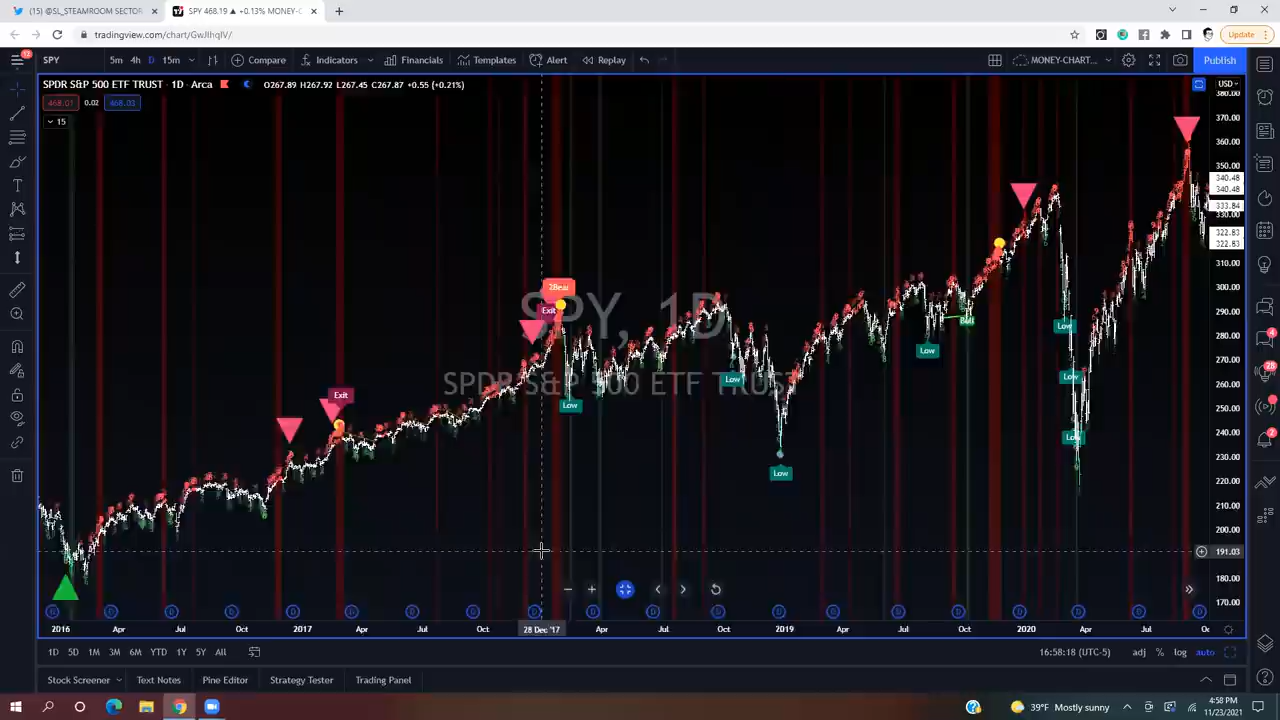 (15) @SL_STEAMROOM SECTOR
SPY 468.19 ▲ +0.13% MONEY-C
tradingview.com/chart/GwJIhqIV/
Update
12
SPY
5m
4h
D
15m
Compare
Indicators
Financials
Templates
Alert
Replay
MONEY-CHART...
Publish
SPDR S&P 500 ETF TRUST · 1D · Arca
O267.89 H267.92 L267.45 C267.87 +0.55 (+0.21%)
USD
468.01
0.02
468.03
15
SPY, 1D
SPDR S&P 500 ETF TRUST
2Bear
Exit
Exit
Low
Low
Low
Low
Bull
Low
Low
Low
380.00
370.00
360.00
350.00
340.48
340.48
333.84
330.00
322.83
322.83
310.00
300.00
290.00
280.00
270.00
260.00
250.00
240.00
230.00
220.00
210.00
200.00
191.03
180.00
170.00
4
28
2
D D D D D D D D D D D D D D D D D D D D
2016
Apr
Jul
Oct
2017
Apr
Jul
Oct
28 Dec '17
Apr
Jul
Oct
2019
Apr
Jul
Oct
2020
Apr
Jul
Oc
1D 5D 1M 3M 6M YTD 1Y 5Y All
16:58:18 (UTC-5)
adj % log auto
Stock Screener
Text Notes
Pine Editor
Strategy Tester
Trading Panel
39°F Mostly sunny
4:58 PM
11/23/2021